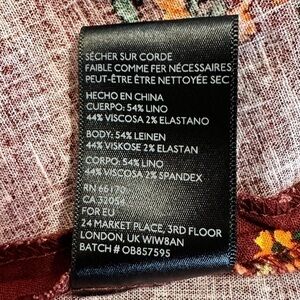 SÉCHER SUR CORDE
FAIBLE COMME FER NÉCESSAIRES
PEUT-ÊTRE ÊTRE NETTOYÉE SEC
HECHO EN CHINA
CUERPO: 54% LINO
44% VISCOSA 2% ELASTANO
BODY: 54% LEINEN
44% VISKOSE 2% ELASTAN
CORPO: 54% LINO
44% VISCOSA 2% SPANDEX
RN 66170
CA 32054
FOR EU
24 MARKET PLACE, 3RD FLOOR
LONDON, UK WIW8AN
BATCH # OB857595